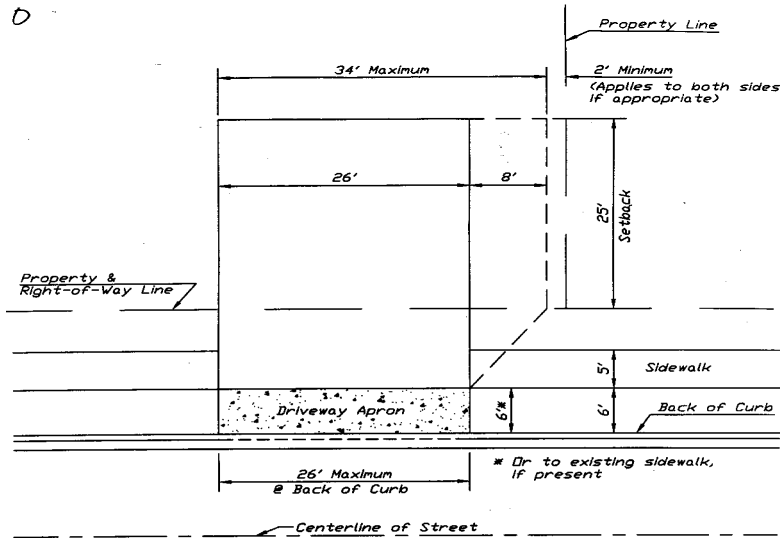 D
Property Line
34' Maximum
2' Minimum
(Applies to both sides
if appropriate)
26'
8'
25'
Setback
Property &
Right-of-Way Line
5'
Sidewalk
Driveway Apron
6'*
6'
Back of Curb
26' Maximum
@ Back of Curb
* Or to existing sidewalk,
if present
Centerline of Street